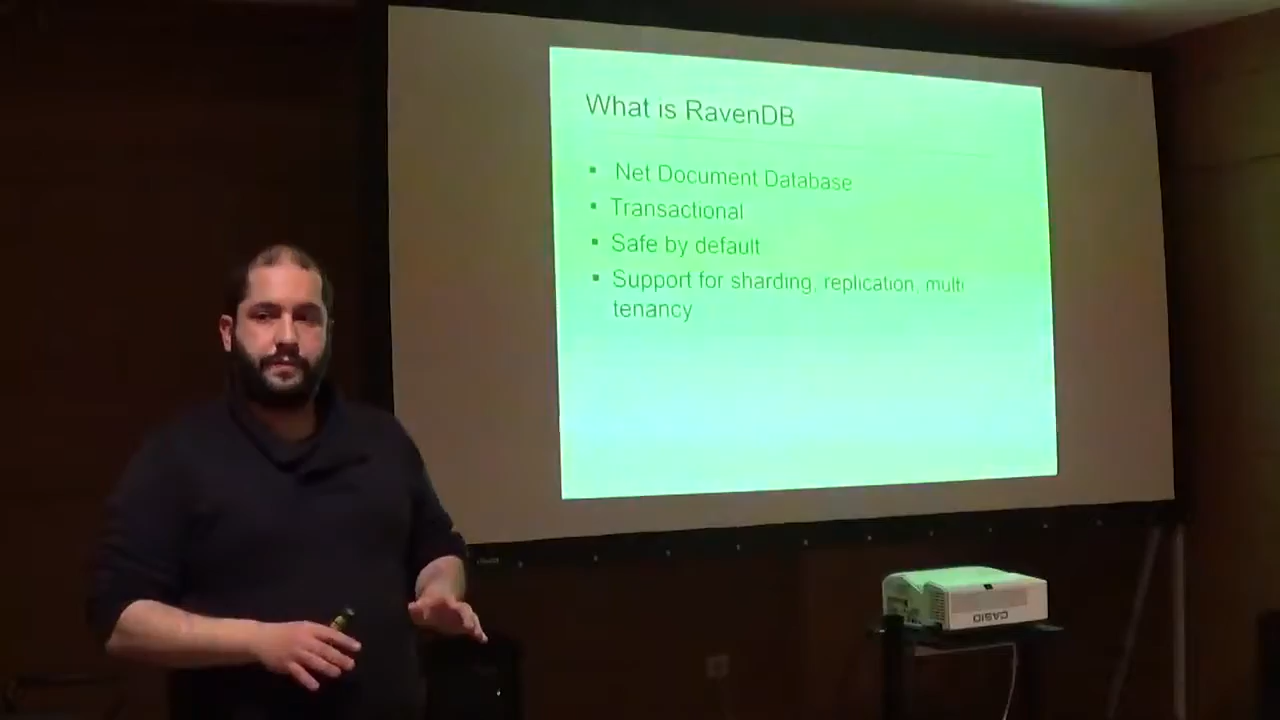 What is RavenDB
▪ Net Document Database
▪ Transactional
▪ Safe by default
▪ Support for sharding, replication, multi
tenancy
CASIO